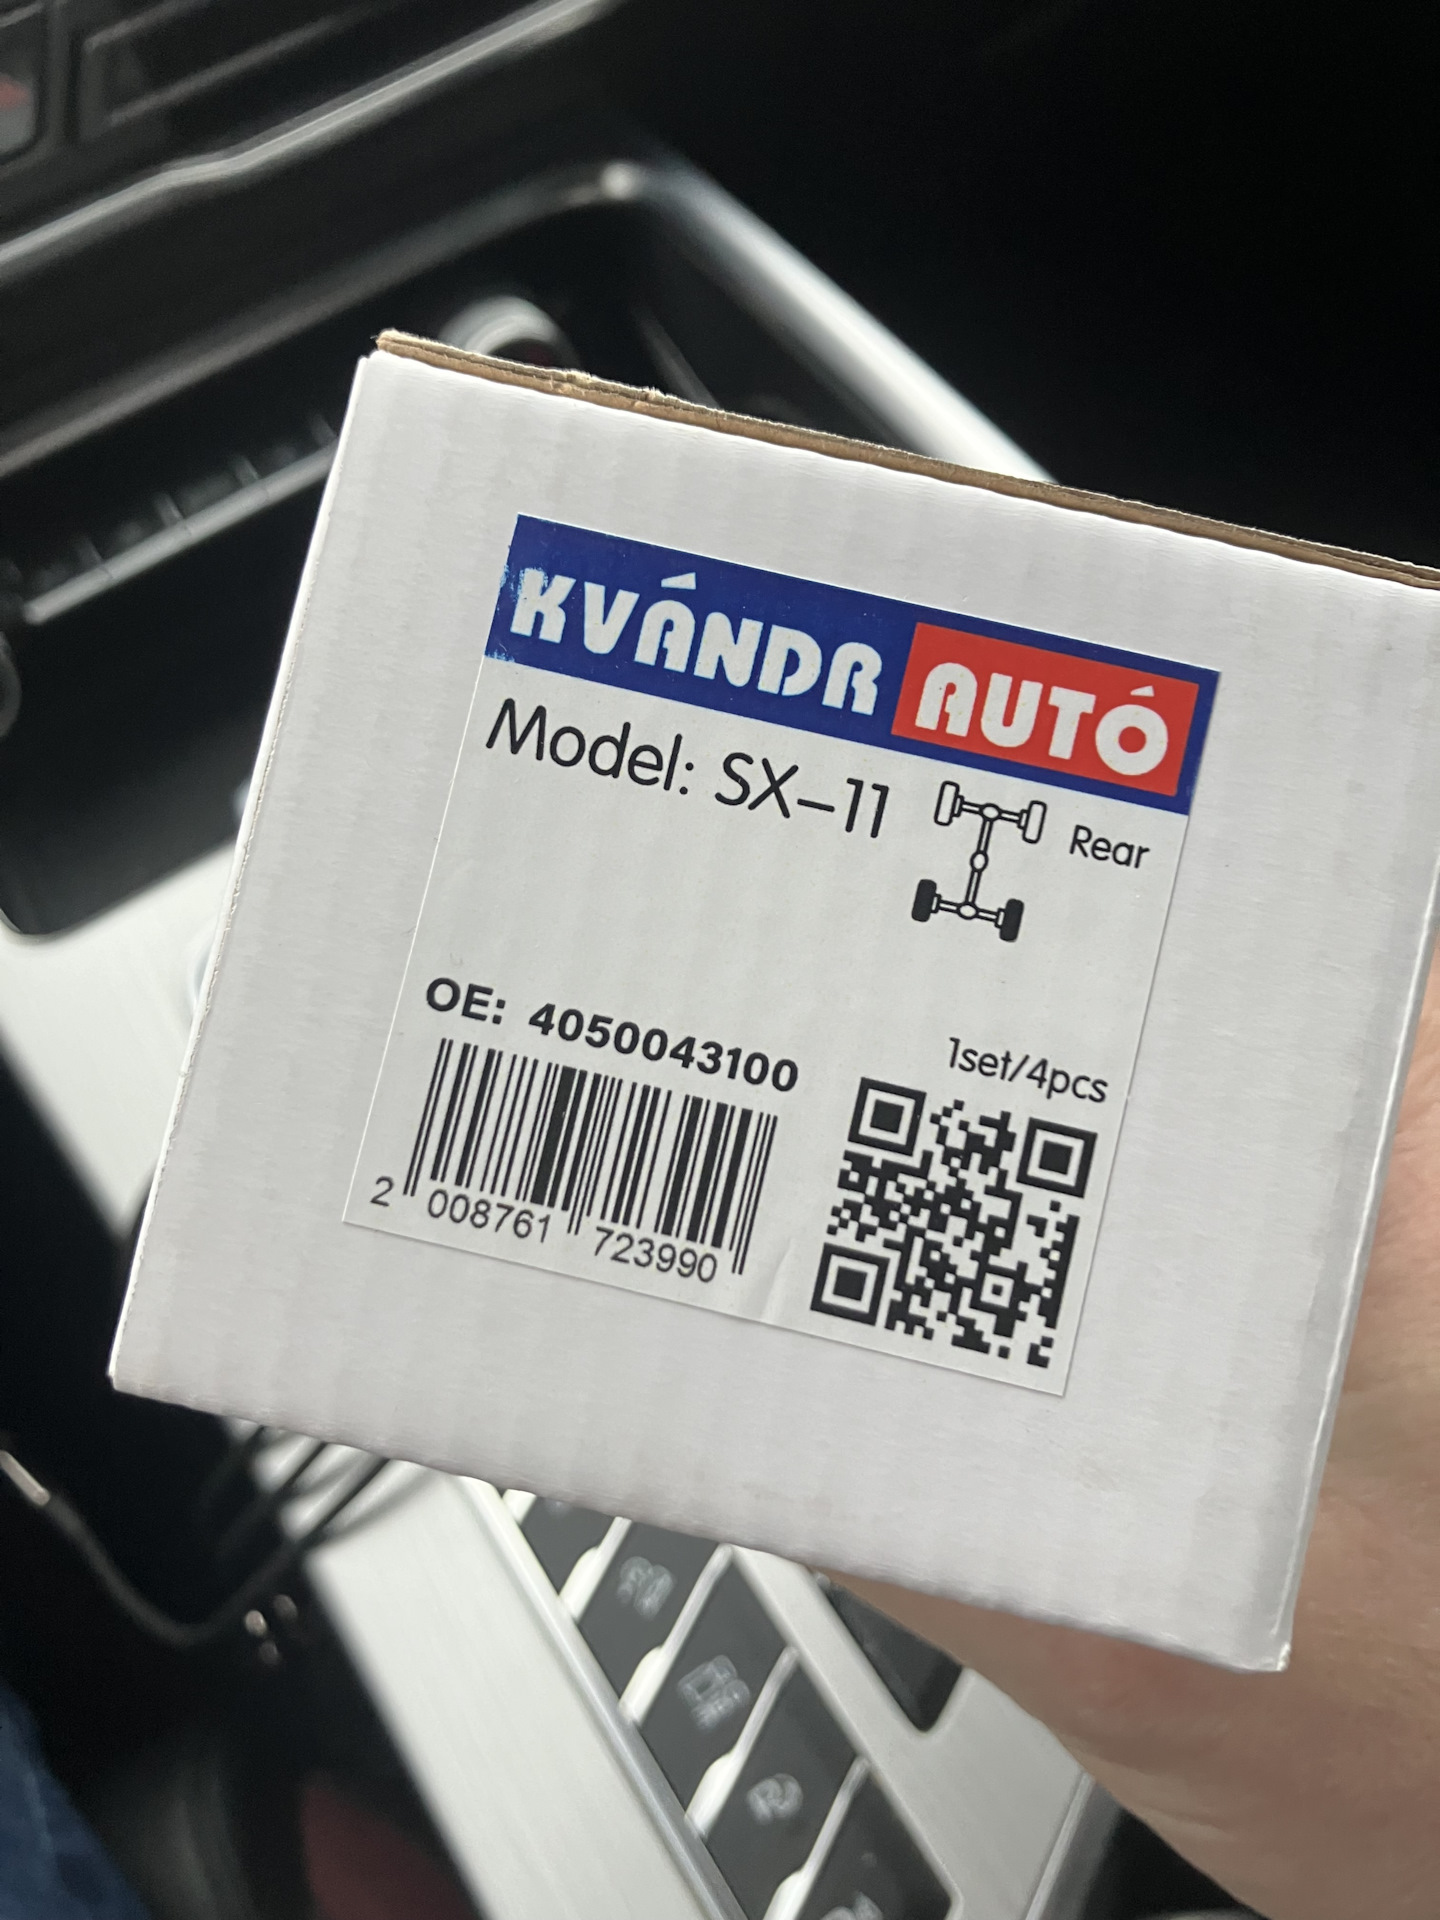 KVÁNDR AUTÓ
Model: SX-11
Rear
OE: 4050043100
1set/4pcs
2 008761 723990